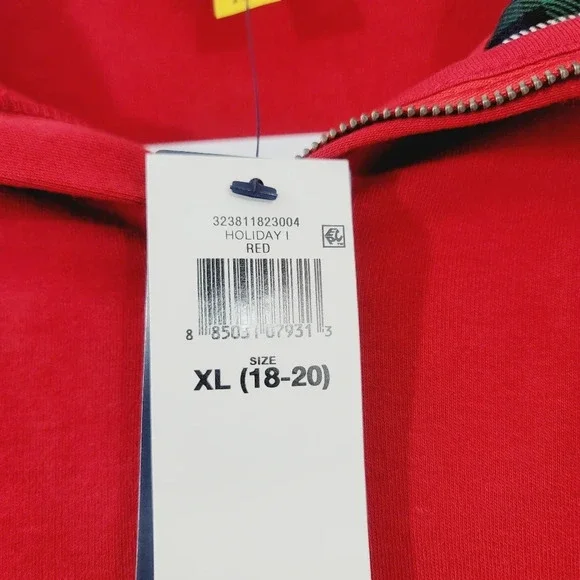 323811823004
HOLIDAY I
RED
8 85031 07931 3
SIZE
XL (18-20)